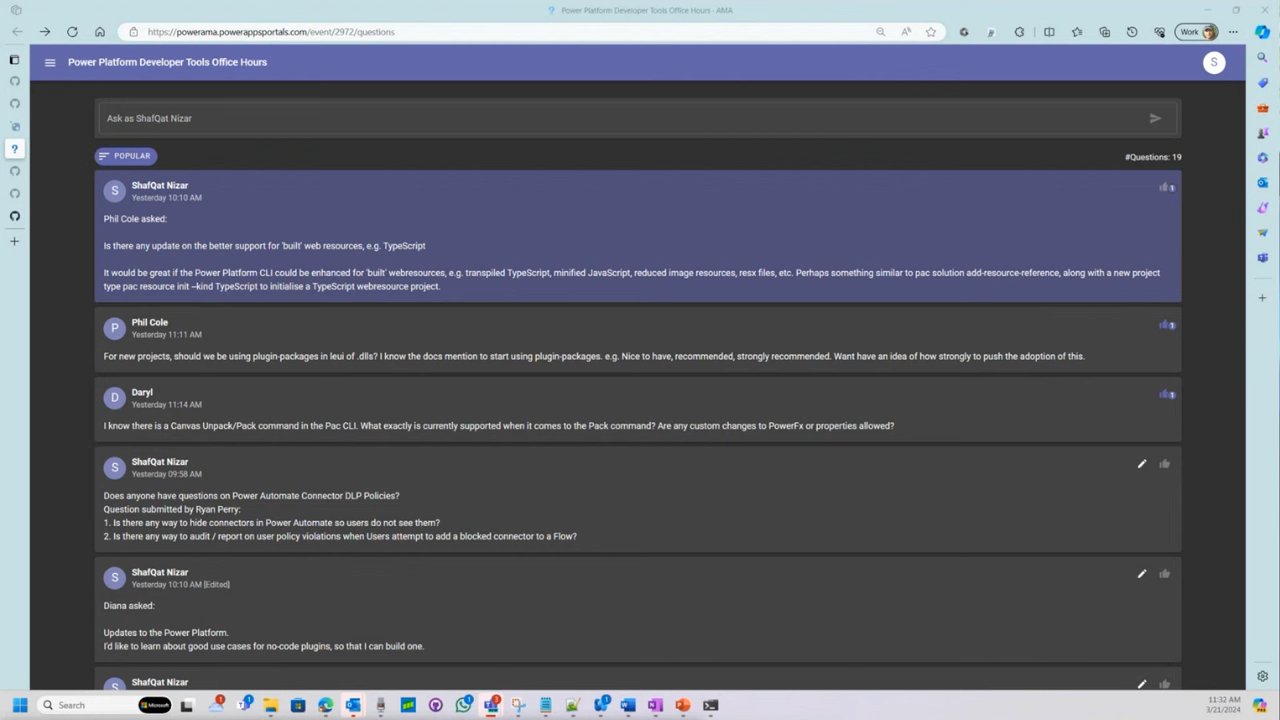 Power Platform Developer Tools Office Hours - AMA
https://powerama.powerappsportals.com/event/2972/questions
Work
Power Platform Developer Tools Office Hours
S
Ask as ShafQat Nizar
POPULAR
#Questions: 19
S
ShafQat Nizar
Yesterday 10:10 AM
1
Phil Cole asked:
Is there any update on the better support for 'built' web resources, e.g. TypeScript
It would be great if the Power Platform CLI could be enhanced for 'built' webresources, e.g. transpiled TypeScript, minified JavaScript, reduced image resources, resx files, etc. Perhaps something similar to pac solution add-resource-reference, along with a new project
type pac resource init --kind TypeScript to initialise a TypeScript webresource project.
P
Phil Cole
Yesterday 11:11 AM
1
For new projects, should we be using plugin-packages in leui of .dlls? I know the docs mention to start using plugin-packages. e.g. Nice to have, recommended, strongly recommended. Want have an idea of how strongly to push the adoption of this.
D
Daryl
Yesterday 11:14 AM
1
I know there is a Canvas Unpack/Pack command in the Pac CLI. What exactly is currently supported when it comes to the Pack command? Are any custom changes to PowerFx or properties allowed?
S
ShafQat Nizar
Yesterday 09:58 AM
Does anyone have questions on Power Automate Connector DLP Policies?
Question submitted by Ryan Perry:
1. Is there any way to hide connectors in Power Automate so users do not see them?
2. Is there any way to audit / report on user policy violations when Users attempt to add a blocked connector to a Flow?
S
ShafQat Nizar
Yesterday 10:10 AM [Edited]
Diana asked:
Updates to the Power Platform.
I'd like to learn about good use cases for no-code plugins, so that I can build one.
S
ShafQat Nizar
Search
Microsoft
11:32 AM
3/21/2024